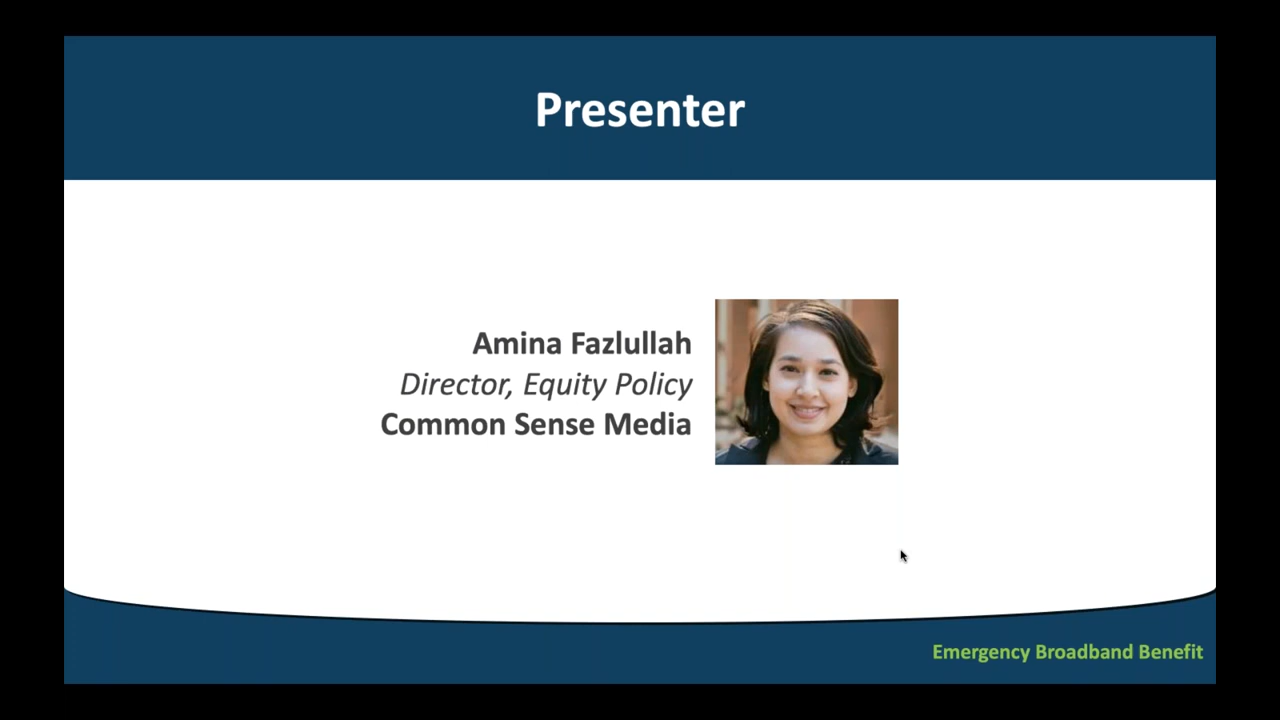 Presenter
Amina Fazlullah
Director, Equity Policy
Common Sense Media
Emergency Broadband Benefit